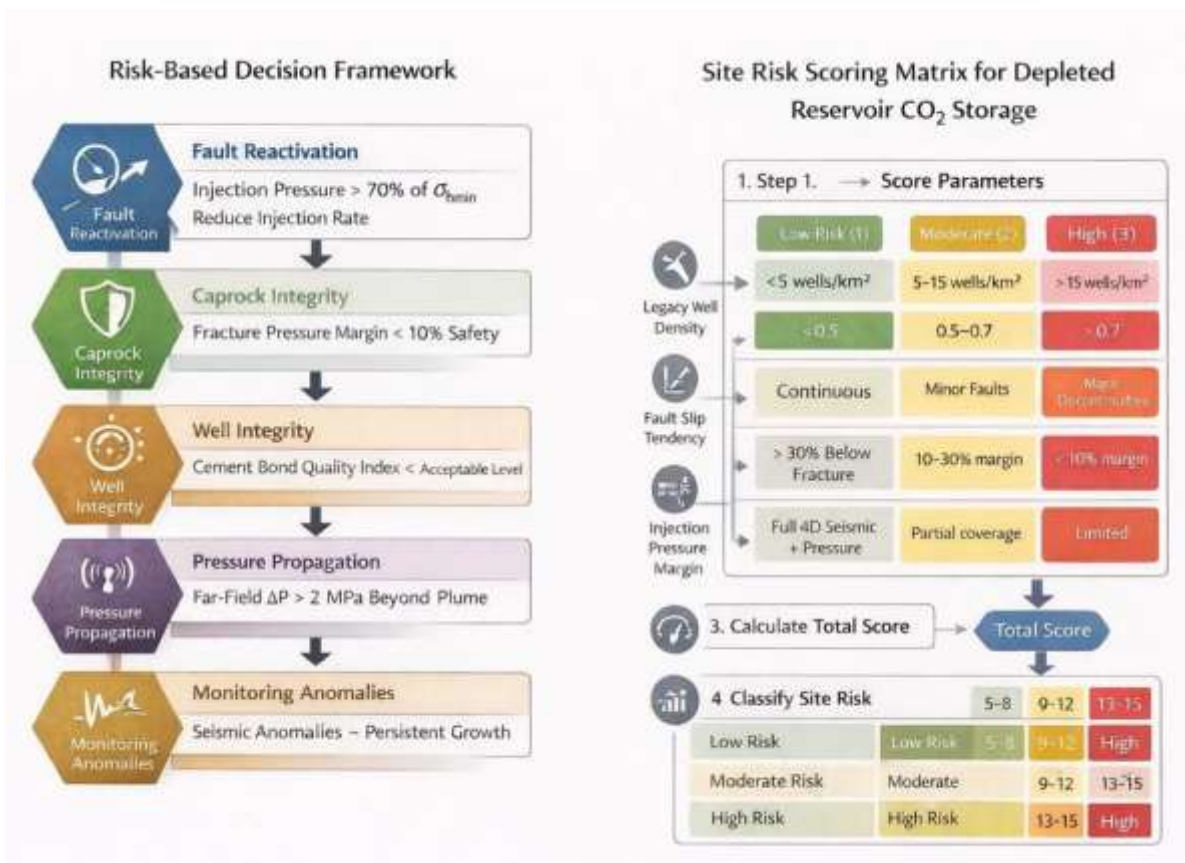 Risk-Based Decision Framework
Fault Reactivation
Injection Pressure > 70% of σhmin
Reduce Injection Rate
Fault
Reactivation
Caprock Integrity
Fracture Pressure Margin < 10% Safety
Caprock
Integrity
Well Integrity
Cement Bond Quality Index < Acceptable Level
Well
Integrity
Pressure Propagation
Far-Field ΔP > 2 MPa Beyond Plume
Pressure
Propagation
Monitoring Anomalies
Seismic Anomalies – Persistent Growth
Monitoring
Anomalies
Site Risk Scoring Matrix for Depleted
Reservoir CO₂ Storage
1. Step 1. → Score Parameters
Low Risk (1) Moderate (2) High (3)
Legacy Well
Density
<5 wells/km² 5–15 wells/km² >15 wells/km²
<0.5 0.5–0.7 0.7
Fault Slip
Tendency
Continuous Minor Faults
> 30% Below
Fracture
10–30% margin <10% margin
Injection
Pressure
Margin
Full 4D Seismic
+ Pressure
Partial coverage Limited
3. Calculate Total Score
Total Score
4 Classify Site Risk 5–8 9–12 13–15
Low Risk Low Risk 5–8 9–12 High
Moderate Risk Moderate 9–12 13–15
High Risk High Risk 13–15 High